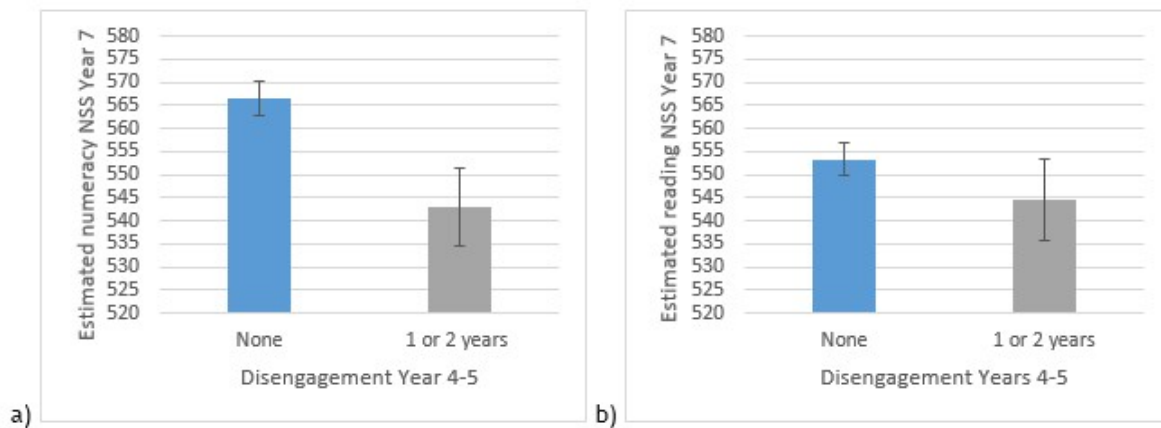 Estimated numeracy NSS Year 7
580
575
570
565
560
555
550
545
540
535
530
525
520
None
1 or 2 years
Disengagement Year 4-5
a)
Estimated reading NSS Year 7
580
575
570
565
560
555
550
545
540
535
530
525
520
None
1 or 2 years
Disengagement Years 4-5
b)